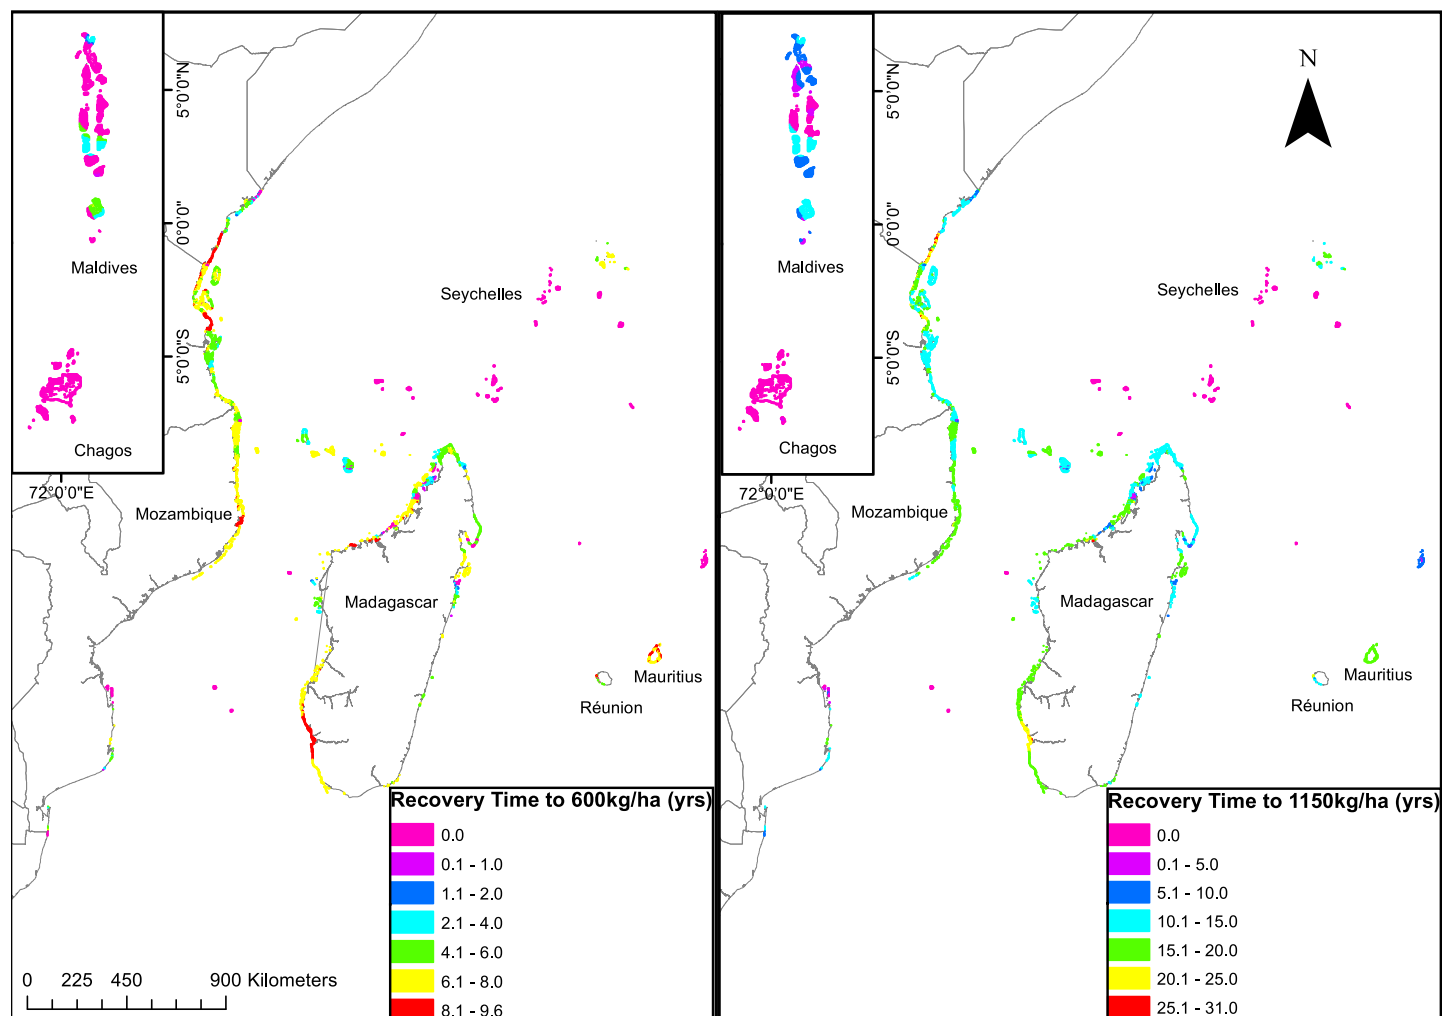 5°0'0"N
0°0'0"
5°0'0"S
Maldives
Seychelles
Chagos
72°0'0"E
Mozambique
Madagascar
Mauritius
Réunion
Recovery Time to 600kg/ha (yrs)
0.0
0.1 - 1.0
1.1 - 2.0
2.1 - 4.0
4.1 - 6.0
6.1 - 8.0
8.1 - 9.6
0 225 450 900 Kilometers
N
5°0'0"N
0°0'0"
5°0'0"S
Maldives
Seychelles
Chagos
72°0'0"E
Mozambique
Madagascar
Mauritius
Réunion
Recovery Time to 1150kg/ha (yrs)
0.0
0.1 - 5.0
5.1 - 10.0
10.1 - 15.0
15.1 - 20.0
20.1 - 25.0
25.1 - 31.0